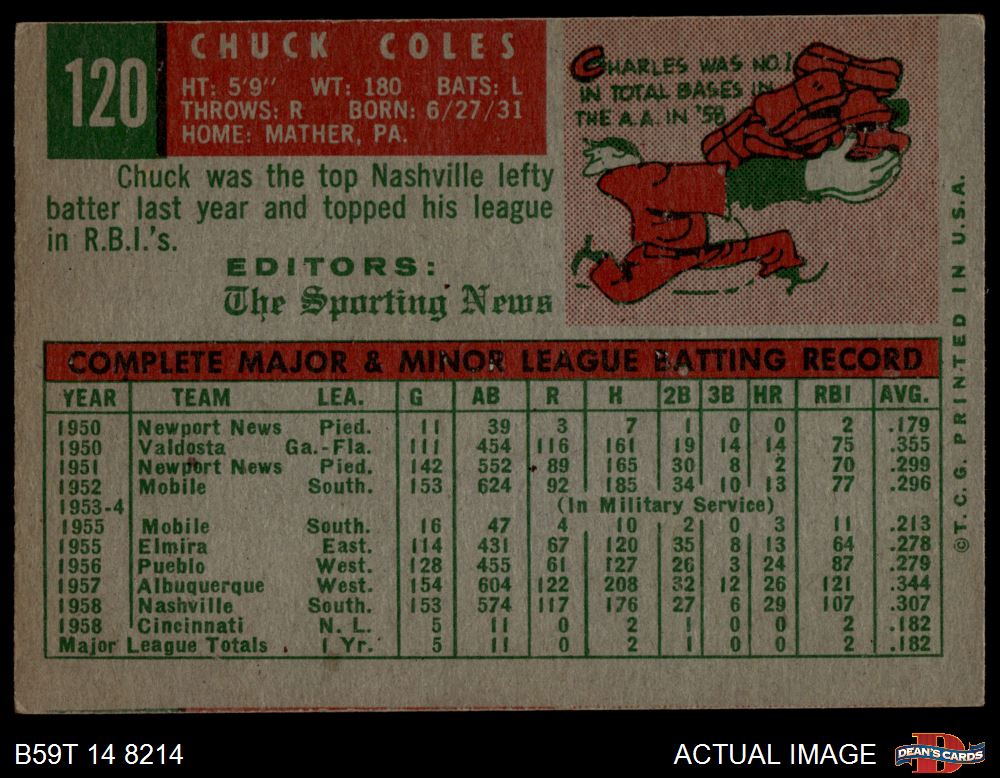 120
CHUCK COLES
HT: 5'9" WT: 180 BATS: L
THROWS: R BORN: 6/27/31
HOME: MATHER, PA.
CHARLES WAS NO. 1
IN TOTAL BASES IN
THE A.A. IN '58
Chuck was the top Nashville lefty
batter last year and topped his league
in R.B.I.'s.
EDITORS:
The Sporting News
COMPLETE MAJOR & MINOR LEAGUE BATTING RECORD
YEAR TEAM LEA. G AB R H 2B 3B HR RBI AVG.
1950 Newport News Pied. 11 39 3 7 1 0 0 2 .179
1950 Valdosta Ga.-Fla. 111 454 116 161 19 14 14 75 .355
1951 Newport News Pied. 142 552 89 165 30 8 2 70 .299
1952 Mobile South. 153 624 92 185 34 10 13 77 .296
1953-4 (In Military Service)
1955 Mobile South. 16 47 4 10 2 0 3 11 .213
1955 Elmira East. 114 431 67 120 35 8 13 64 .278
1956 Pueblo West. 128 455 61 127 26 3 24 87 .279
1957 Albuquerque West. 154 604 122 208 32 12 26 121 .344
1958 Nashville South. 153 574 117 176 27 6 29 107 .307
1958 Cincinnati N. L. 5 11 0 2 1 0 0 2 .182
Major League Totals 1 Yr. 5 11 0 2 1 0 0 2 .182
©T.C.G. PRINTED IN U.S.A.
B59T 14 8214
ACTUAL IMAGE
DEAN'S CARDS